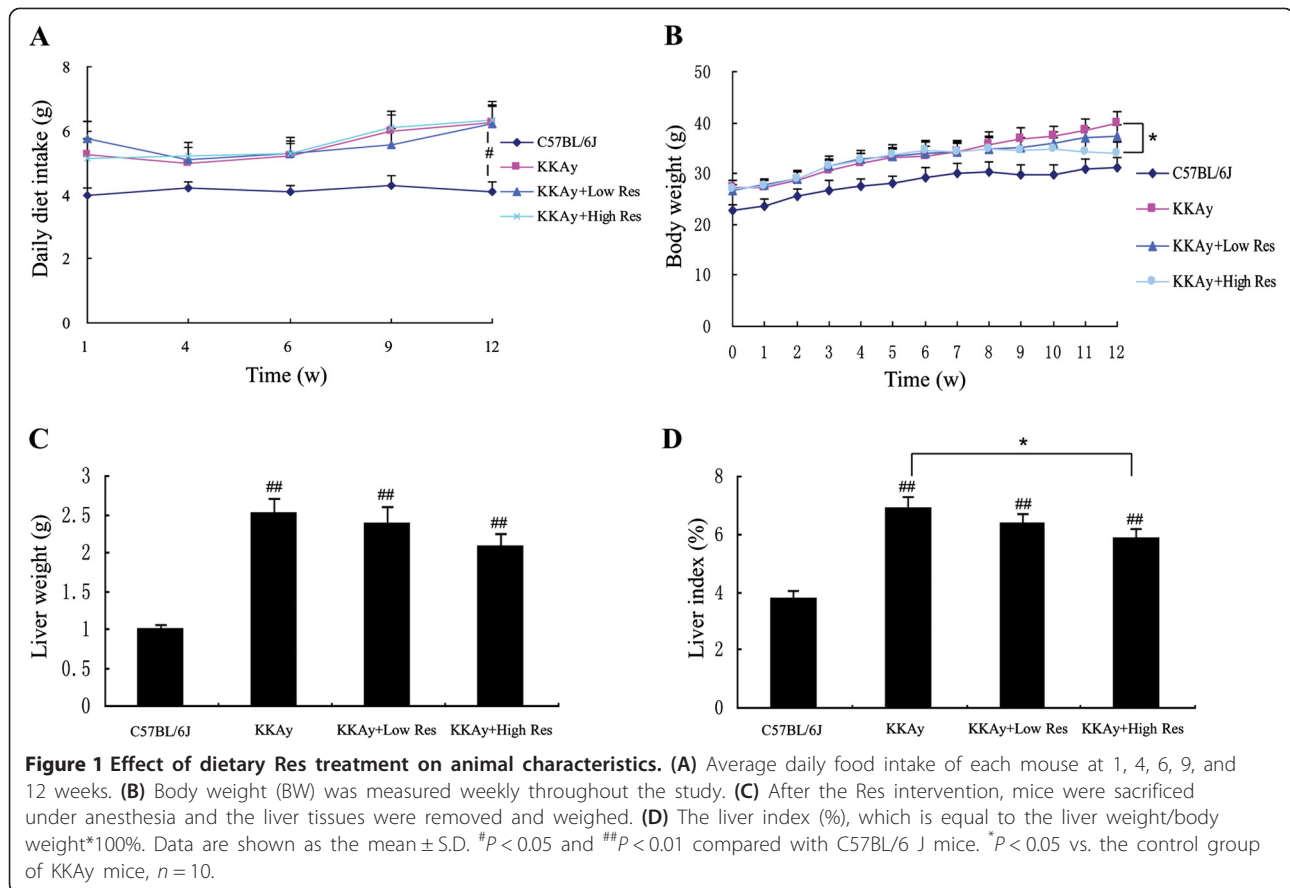 A
Daily diet intake (g)
8
6
4
2
0
1
4
6
9
12
Time (w)
#
C57BL/6J
KKAy
KKAy+Low Res
KKAy+High Res
B
Body weight (g)
50
40
30
20
10
0
0
1
2
3
4
5
6
7
8
9
10
11
12
Time (w)
*
C57BL/6J
KKAy
KKAy+Low Res
KKAy+High Res
C
Liver weight (g)
3
2.5
2
1.5
1
0.5
0
##
##
##
C57BL/6J
KKAy
KKAy+Low Res
KKAy+High Res
D
Liver index (%)
8
6
4
2
0
*
##
##
##
C57BL/6J
KKAy
KKAy+Low Res
KKAy+High Res
Figure 1 Effect of dietary Res treatment on animal characteristics. (A) Average daily food intake of each mouse at 1, 4, 6, 9, and
12 weeks. (B) Body weight (BW) was measured weekly throughout the study. (C) After the Res intervention, mice were sacrificed
under anesthesia and the liver tissues were removed and weighed. (D) The liver index (%), which is equal to the liver weight/body
weight*100%. Data are shown as the mean ± S.D. #P < 0.05 and ##P < 0.01 compared with C57BL/6 J mice. *P < 0.05 vs. the control group
of KKAy mice, n = 10.